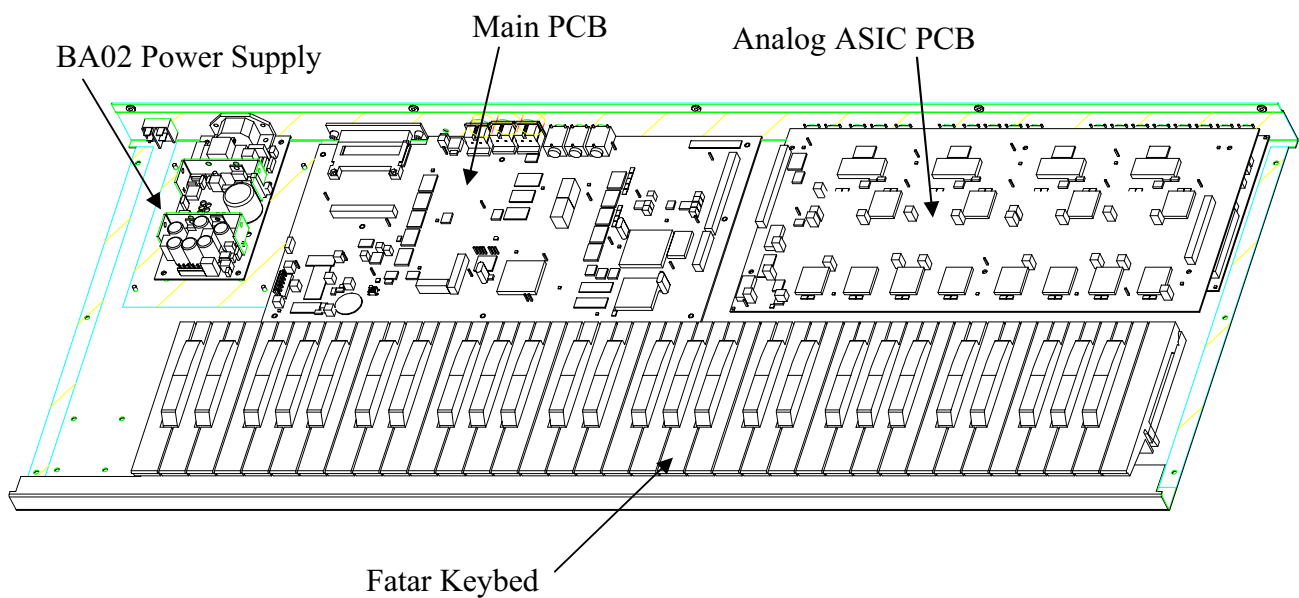 Main PCB
Analog ASIC PCB
BA02 Power Supply
Fatar Keybed